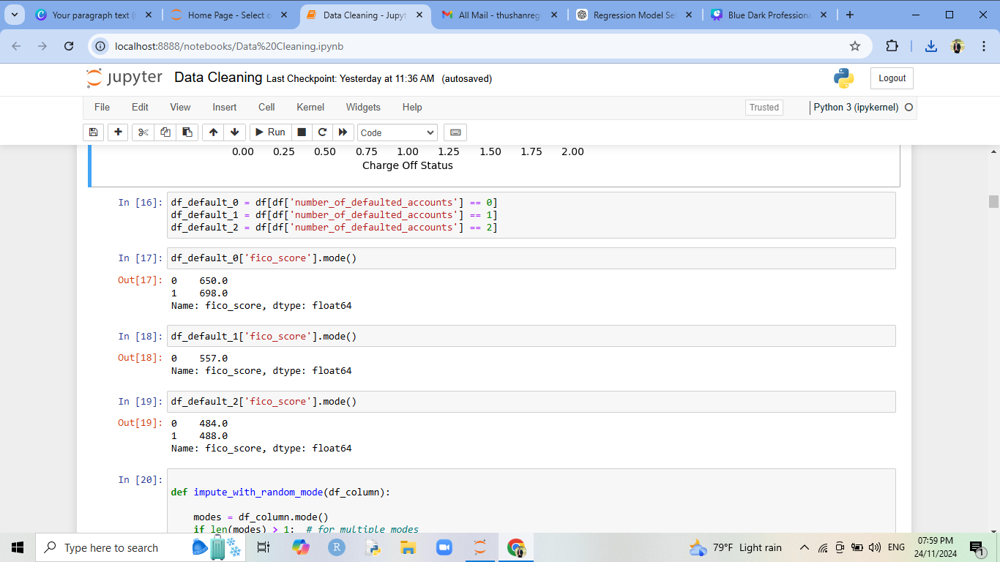 Your paragraph text (
Home Page - Select o
Data Cleaning - Jupyt
All Mail - thushanreg
Regression Model Se
Blue Dark Professiona
localhost:8888/notebooks/Data%20Cleaning.ipynb
jupyter Data Cleaning Last Checkpoint: Yesterday at 11:36 AM (autosaved)
Logout
File Edit View Insert Cell Kernel Widgets Help
Trusted
Python 3 (ipykernel)
Run
Code
0.00 0.25 0.50 0.75 1.00 1.25 1.50 1.75 2.00
Charge Off Status
In [16]: df_default_0 = df[df['number_of_defaulted_accounts'] == 0]
df_default_1 = df[df['number_of_defaulted_accounts'] == 1]
df_default_2 = df[df['number_of_defaulted_accounts'] == 2]
In [17]: df_default_0['fico_score'].mode()
Out[17]: 0    650.0
1    698.0
Name: fico_score, dtype: float64
In [18]: df_default_1['fico_score'].mode()
Out[18]: 0    557.0
Name: fico_score, dtype: float64
In [19]: df_default_2['fico_score'].mode()
Out[19]: 0    484.0
1    488.0
Name: fico_score, dtype: float64
In [20]:
def impute_with_random_mode(df_column):
    modes = df_column.mode()
    if len(modes) > 1:  # for multiple modes
Type here to search
R
79°F Light rain
ENG
07:59 PM
24/11/2024
1